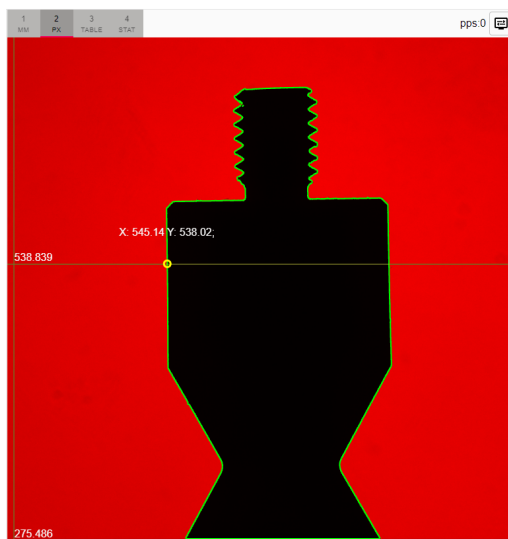 1 2 3 4 pps:0
MM PX TABLE STAT
X: 545.14 Y: 538.02;
538.839
275.486